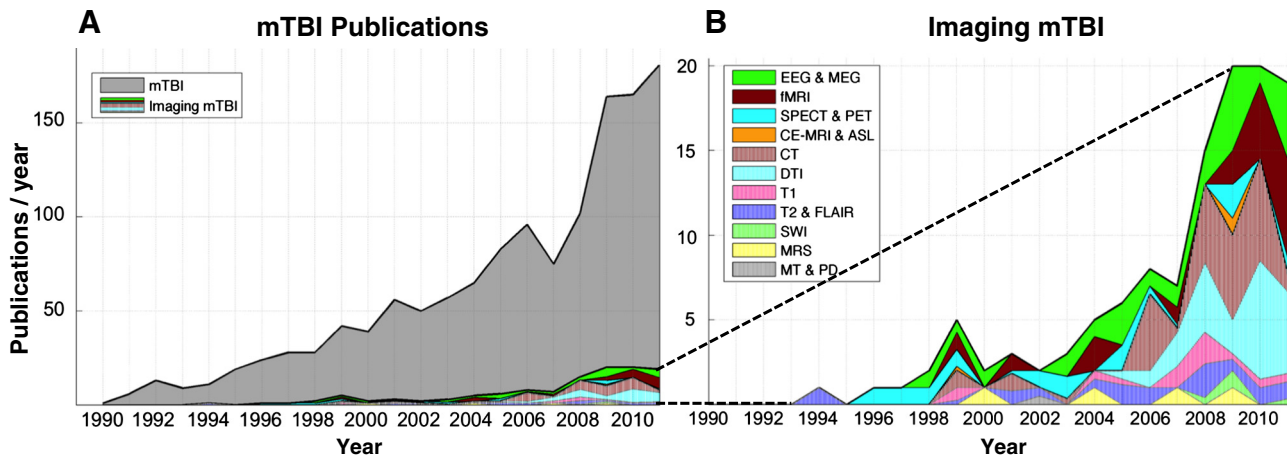 A
mTBI Publications
mTBI
Imaging mTBI
Publications / year
150
100
50
1990 1992 1994 1996 1998 2000 2002 2004 2006 2008 2010
Year
B
Imaging mTBI
EEG & MEG
fMRI
SPECT & PET
CE-MRI & ASL
CT
DTI
T1
T2 & FLAIR
SWI
MRS
MT & PD
20
15
10
5
1990 1992 1994 1996 1998 2000 2002 2004 2006 2008 2010
Year